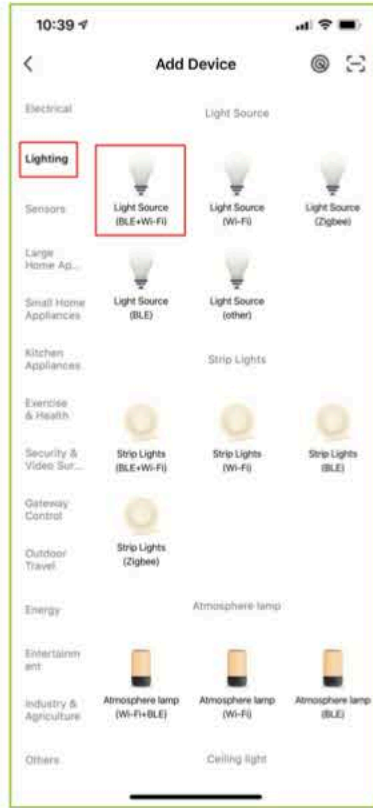 10:39
Add Device
Electrical
Lighting
Sensors
Large
Home Ap...
Small Home
Appliances
Kitchen
Appliances
Exercise
& Health
Security &
Video Sur...
Gateway
Control
Outdoor
Travel
Energy
Entertainm
ent
Industry &
Agriculture
Others
Light Source
Light Source
(BLE+Wi-Fi)
Light Source
(Wi-Fi)
Light Source
(Zigbee)
Light Source
(BLE)
Light Source
(other)
Strip Lights
Strip Lights
(BLE+Wi-Fi)
Strip Lights
(Wi-Fi)
Strip Lights
(BLE)
Strip Lights
(Zigbee)
Atmosphere lamp
Atmosphere lamp
(Wi-Fi+BLE)
Atmosphere lamp
(Wi-Fi)
Atmosphere lamp
(BLE)
Ceiling light